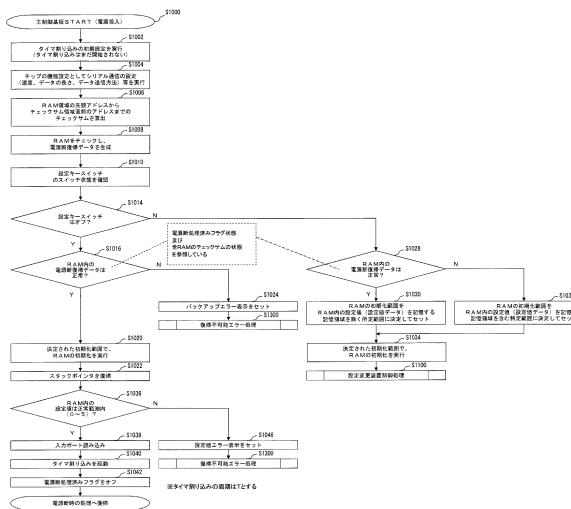 主制御基板START（電源投入）
S1000
S1002
タイマ割り込みの初期設定を実行
（タイマ割り込みはまだ開始されない）
S1004
チップの機能設定としてシリアル通信の設定
（速度、データの長さ、データ送信方法）等を実行
S1006
RAM領域の先頭アドレスから
チェックサム領域直前のアドレスまでの
チェックサムを算出
S1008
RAMをチェックし、
電源断復帰データを生成
S1010
設定キースイッチ
のスイッチ状態を確認
S1014
設定キースイッチ
はオフ？
N
Y
電源断処理済みフラグ状態
及び
全RAMのチェックサムの状態
を参照している
S1016
RAM内の
電源断復帰データは
正常？
N
Y
S1028
RAM内の
電源断復帰データは
正常？
N
Y
S1024
バックアップエラー表示をセット
S1300
復帰不可能エラー処理
S1030
RAMの初期化範囲を
RAM内の設定値（設定値データ）を記憶する
記憶領域を除く所定範囲に決定してセット
S103
RAMの初期化範囲を
RAM内の設定値（設定値データ）を記憶
記憶領域を含む特定範囲に決定してセッ
S1020
決定された初期化範囲で、
RAMの初期化を実行
S1034
決定された初期化範囲で、
RAMの初期化を実行
S1022
スタックポインタを復帰
S1100
設定変更装置制御処理
S1036
RAM内の
設定値は正常範囲内
（0～5）？
N
Y
S1038
入力ポート読み込み
S1046
設定値エラー表示をセット
S1040
タイマ割り込みを起動
S1300
復帰不可能エラー処理
S1042
電源断処理済みフラグをオフ
※タイマ割り込みの周期はTとする
電源断時の処理へ復帰